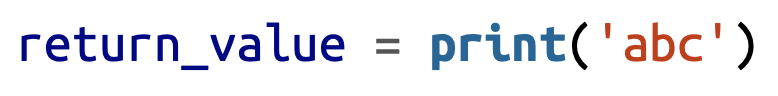 return_value = print('abc')